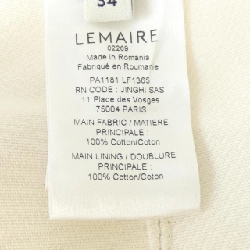 34
LEMAIRE
02209
Made in Romania
Fabriqué en Roumanie
PA1181 LF1306
RN CODE : JINGHI SAS
11 Place des Vosges
75004 PARIS
MAIN FABRIC / MATIERE
PRINCIPALE :
100% Cotton/Coton
MAIN LINING / DOUBLURE
PRINCIPALE :
100% Cotton/Coton